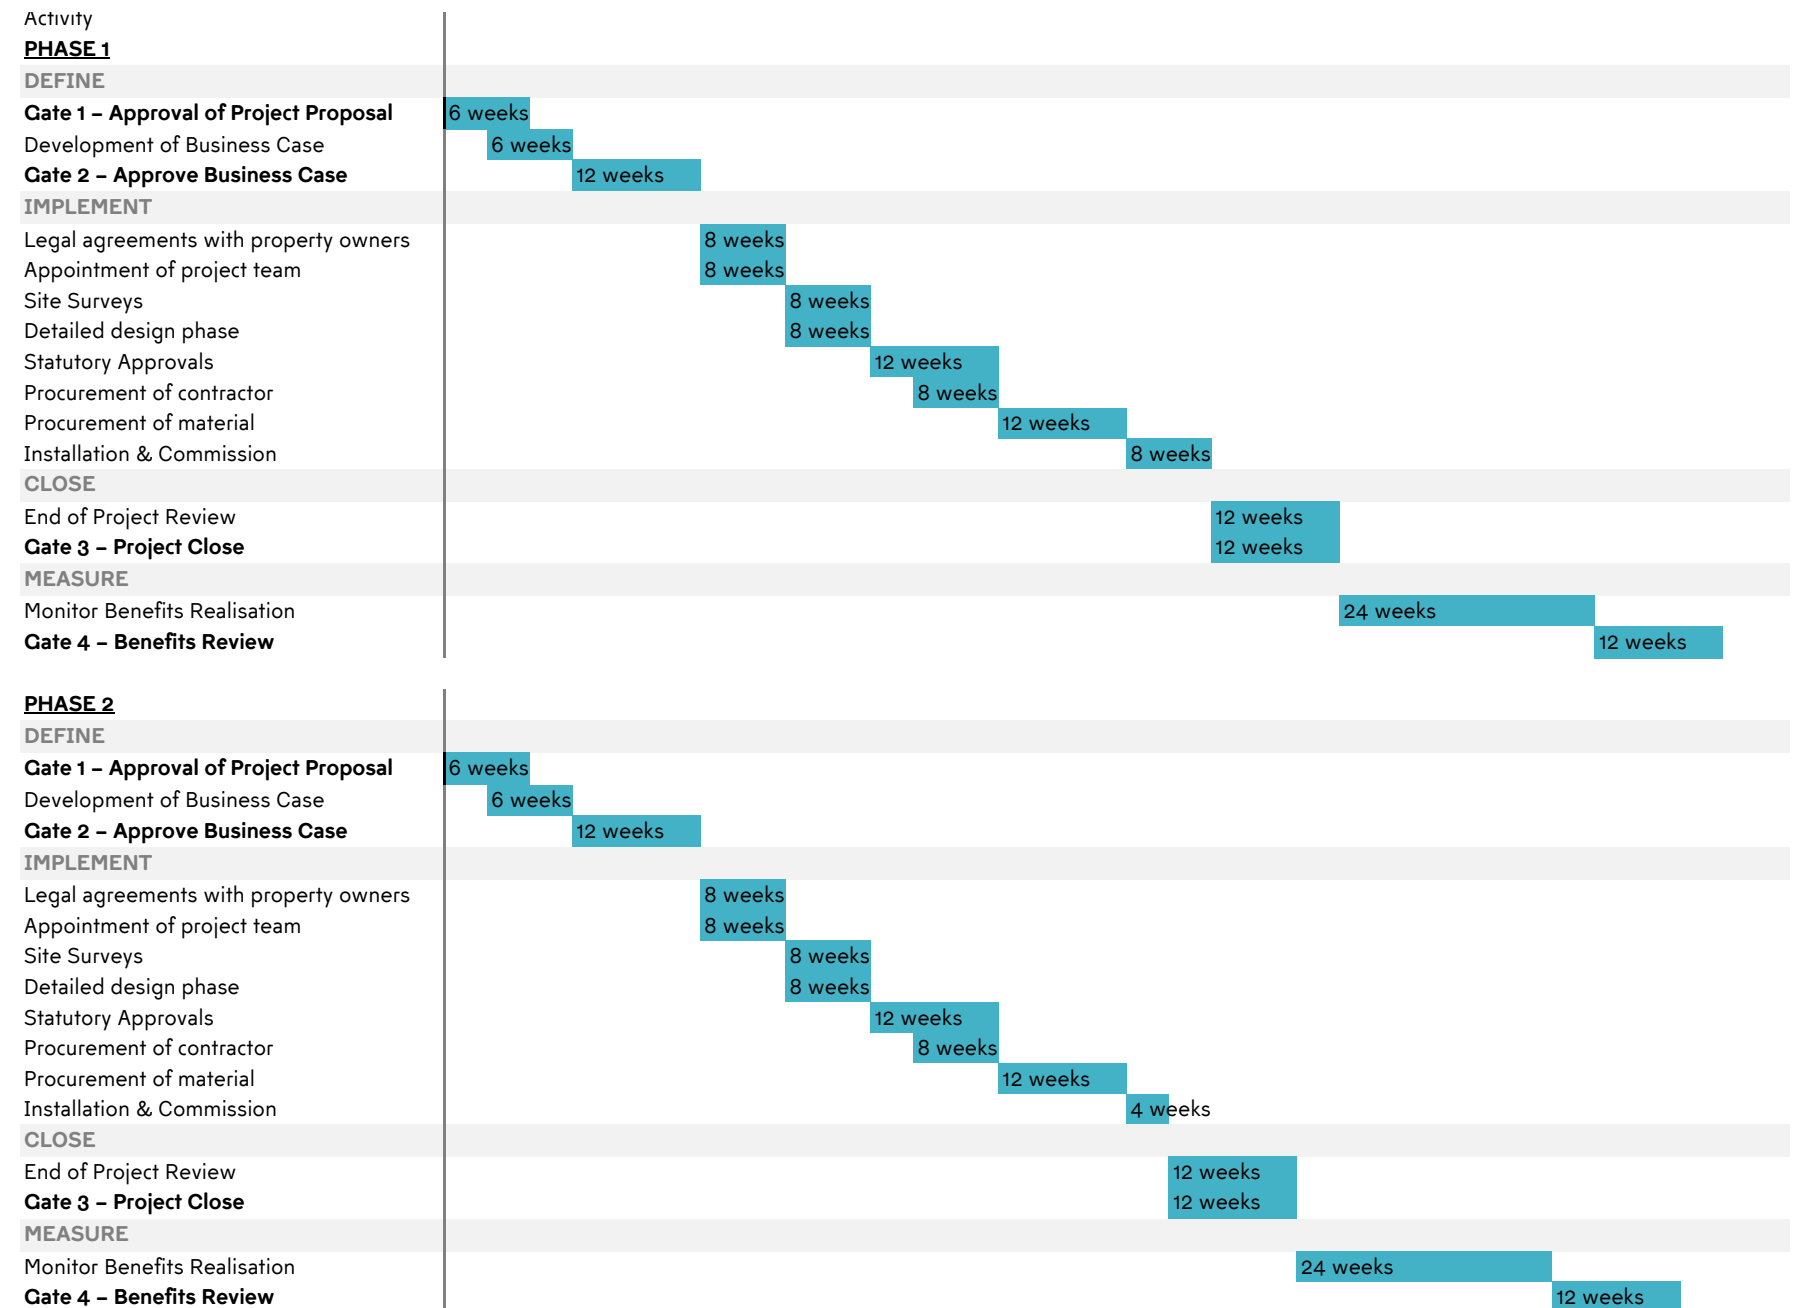 Activity
PHASE 1
DEFINE
Gate 1 – Approval of Project Proposal 6 weeks
Development of Business Case 6 weeks
Gate 2 – Approve Business Case 12 weeks
IMPLEMENT
Legal agreements with property owners 8 weeks
Appointment of project team 8 weeks
Site Surveys 8 weeks
Detailed design phase 8 weeks
Statutory Approvals 12 weeks
Procurement of contractor 8 weeks
Procurement of material 12 weeks
Installation & Commission 8 weeks
CLOSE
End of Project Review 12 weeks
Gate 3 – Project Close 12 weeks
MEASURE
Monitor Benefits Realisation 24 weeks
Gate 4 – Benefits Review 12 weeks
PHASE 2
DEFINE
Gate 1 – Approval of Project Proposal 6 weeks
Development of Business Case 6 weeks
Gate 2 – Approve Business Case 12 weeks
IMPLEMENT
Legal agreements with property owners 8 weeks
Appointment of project team 8 weeks
Site Surveys 8 weeks
Detailed design phase 8 weeks
Statutory Approvals 12 weeks
Procurement of contractor 8 weeks
Procurement of material 12 weeks
Installation & Commission 4 weeks
CLOSE
End of Project Review 12 weeks
Gate 3 – Project Close 12 weeks
MEASURE
Monitor Benefits Realisation 24 weeks
Gate 4 – Benefits Review 12 weeks